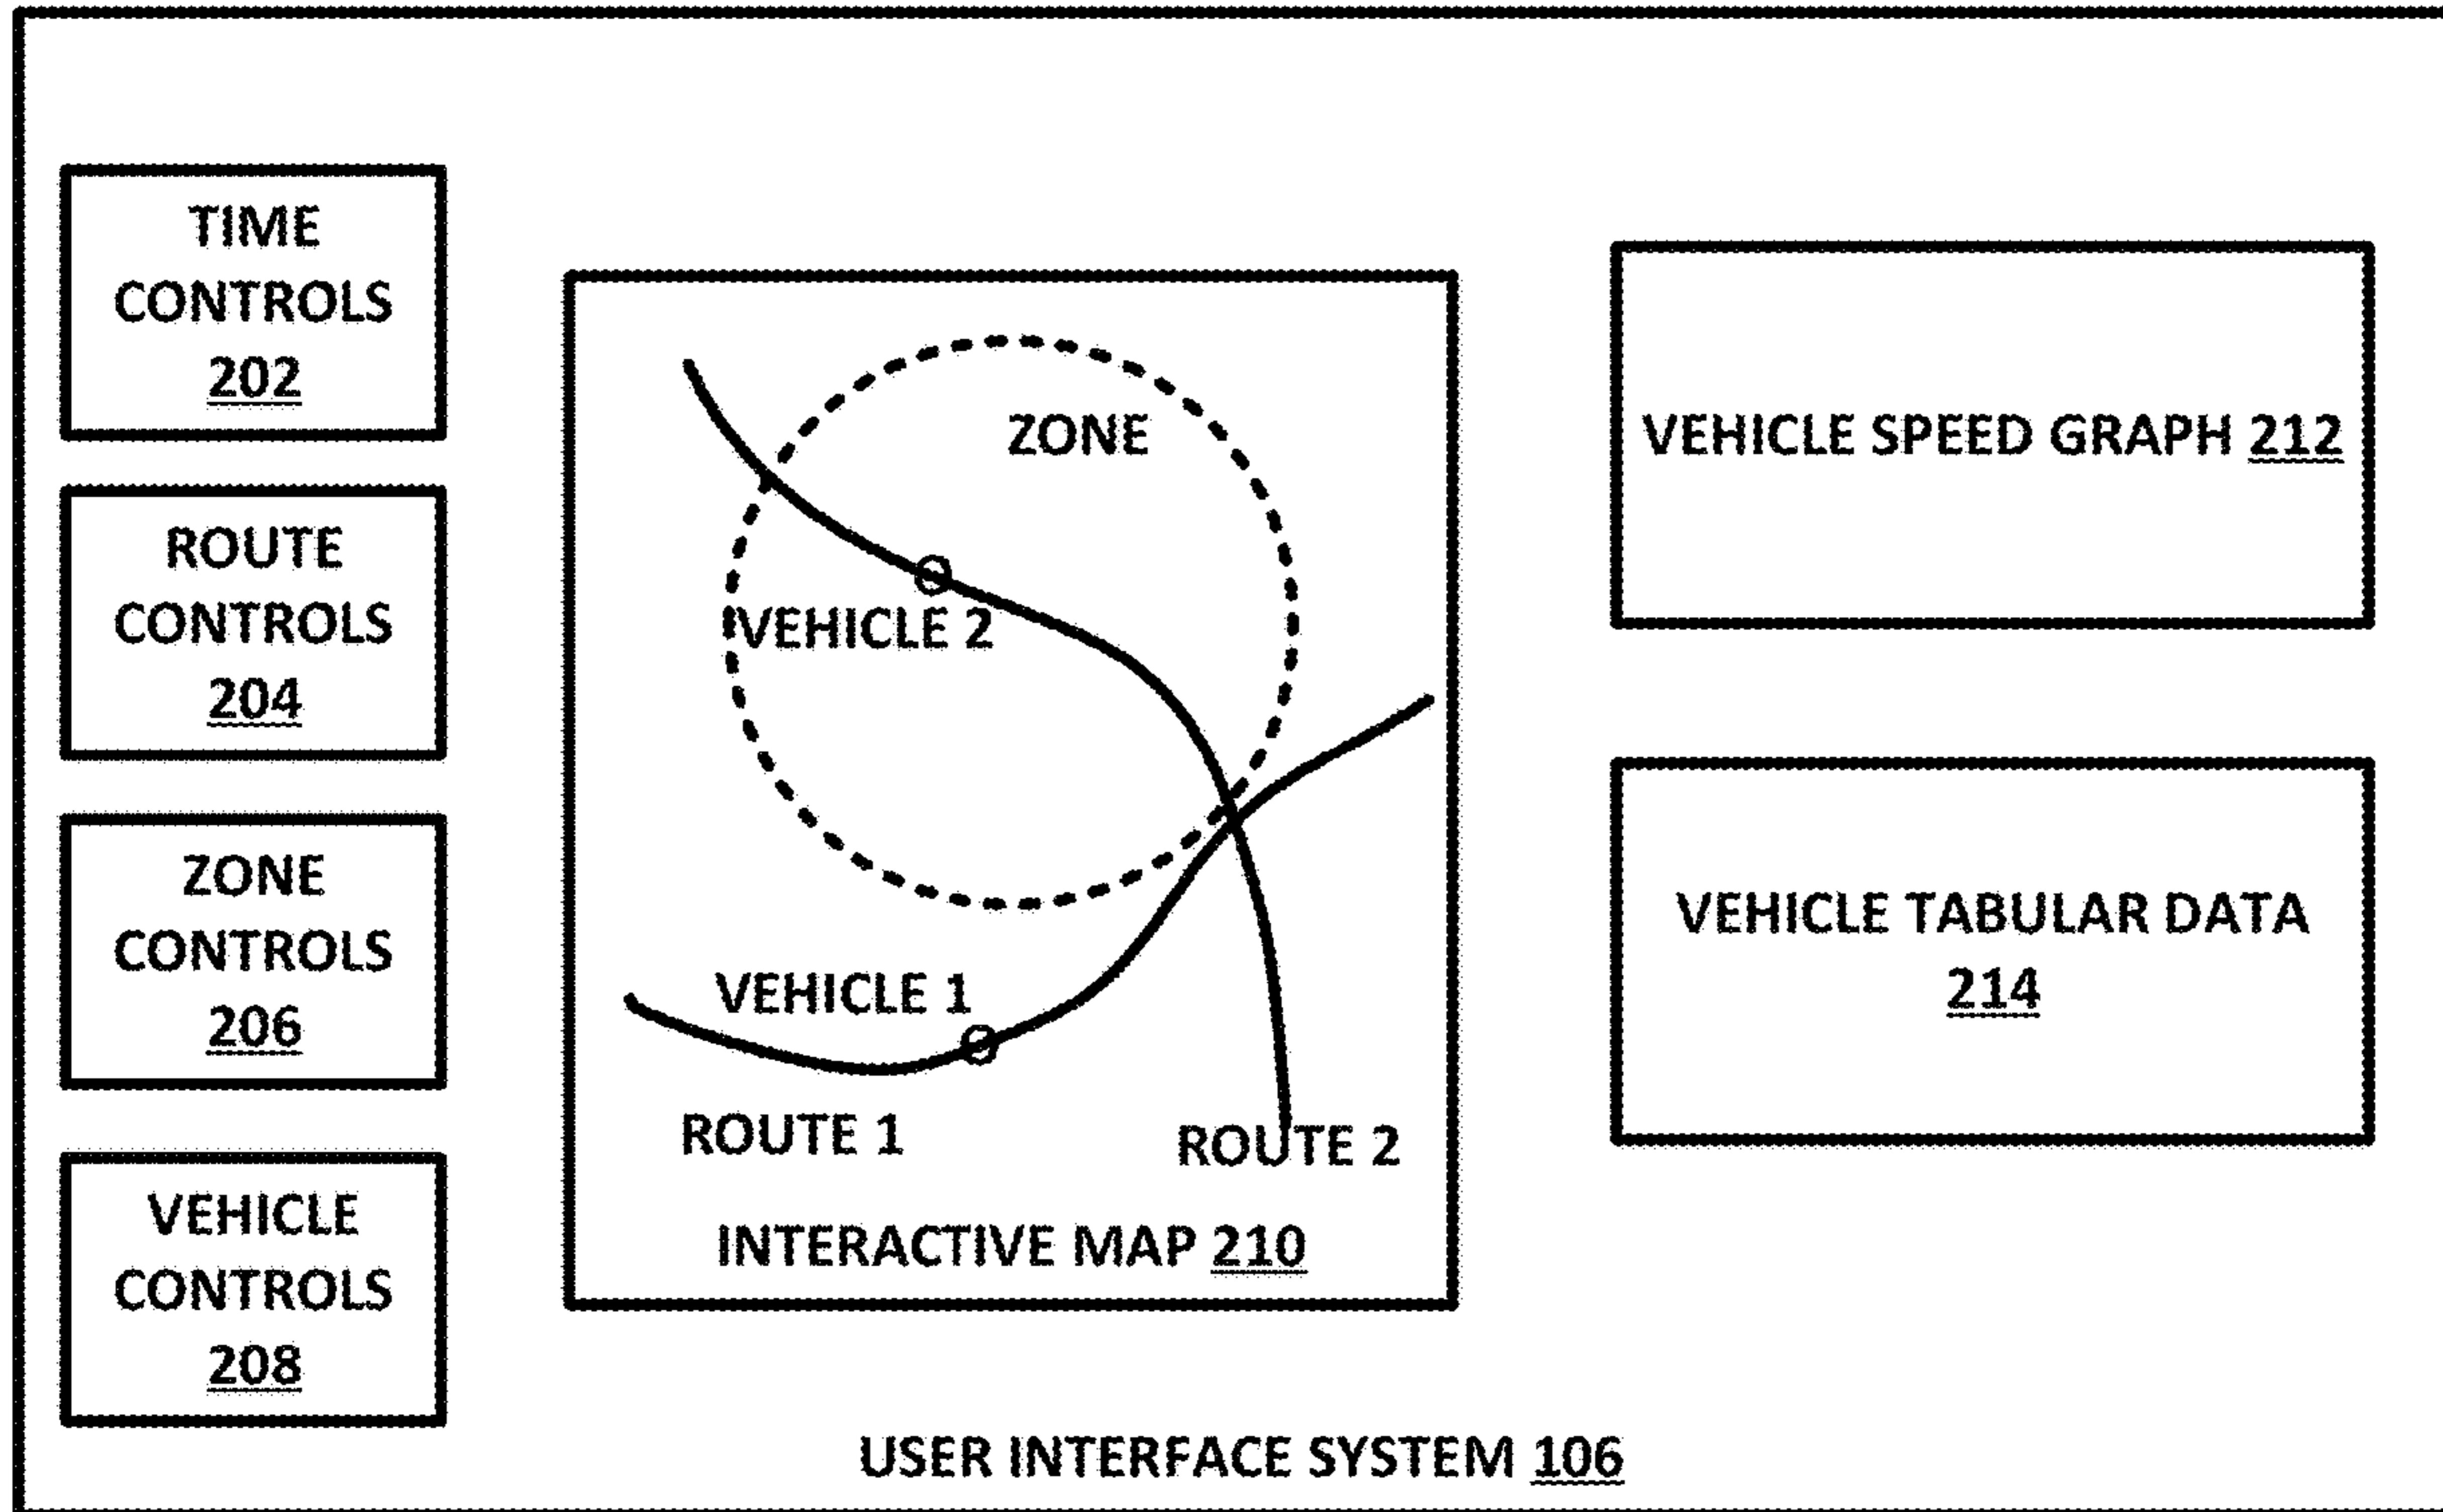 TIME
CONTROLS
202
ROUTE
CONTROLS
204
ZONE
CONTROLS
206
VEHICLE
CONTROLS
208
ZONE
VEHICLE 2
VEHICLE 1
ROUTE 1
ROUTE 2
INTERACTIVE MAP 210
VEHICLE SPEED GRAPH 212
VEHICLE TABULAR DATA
214
USER INTERFACE SYSTEM 106